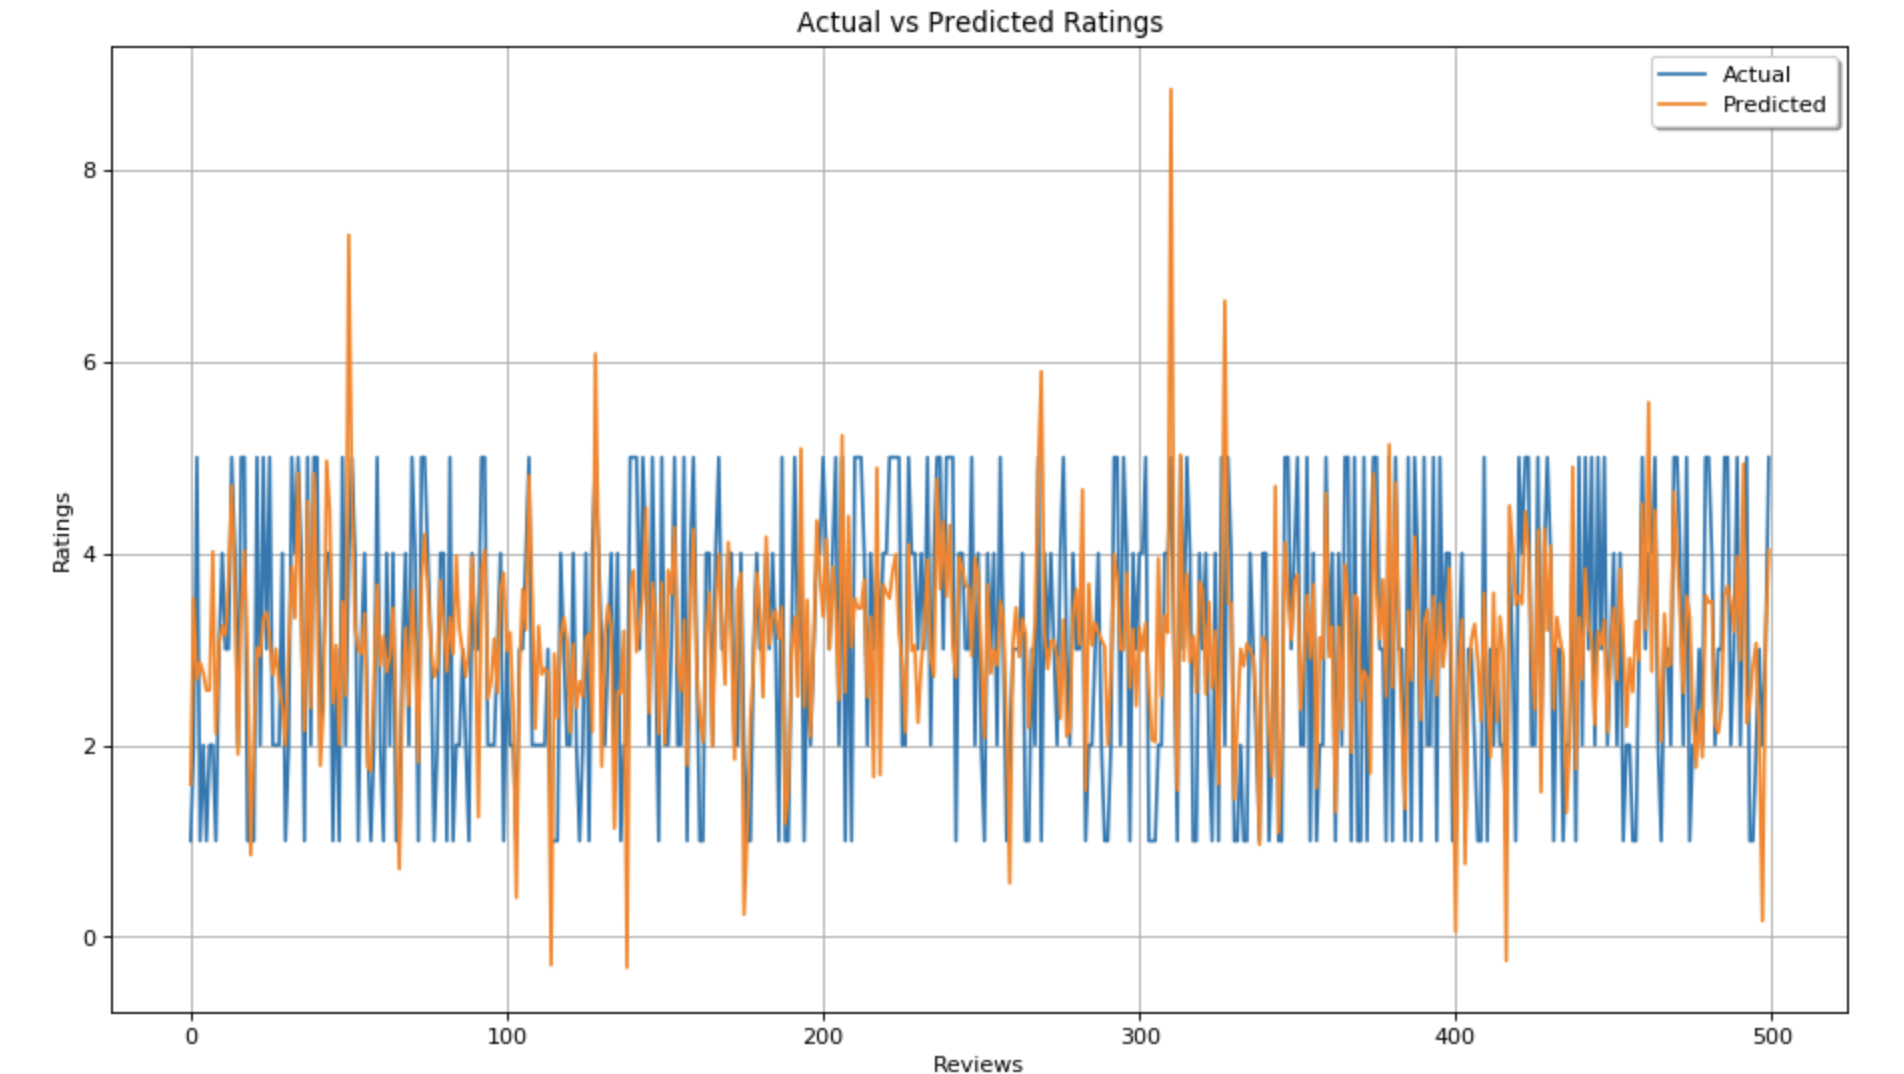 Actual vs Predicted Ratings
Actual
Predicted
Ratings
8
6
4
2
0
0 100 200 300 400 500
Reviews